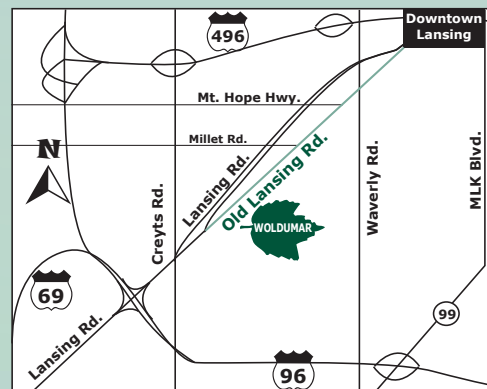 Downtown
Lansing
496
Mt. Hope Hwy.
Millet Rd.
N
Lansing Rd.
Old Lansing Rd.
Creyts Rd.
Waverly Rd.
MLK Blvd.
WOLDUMAR
69
Lansing Rd.
99
96